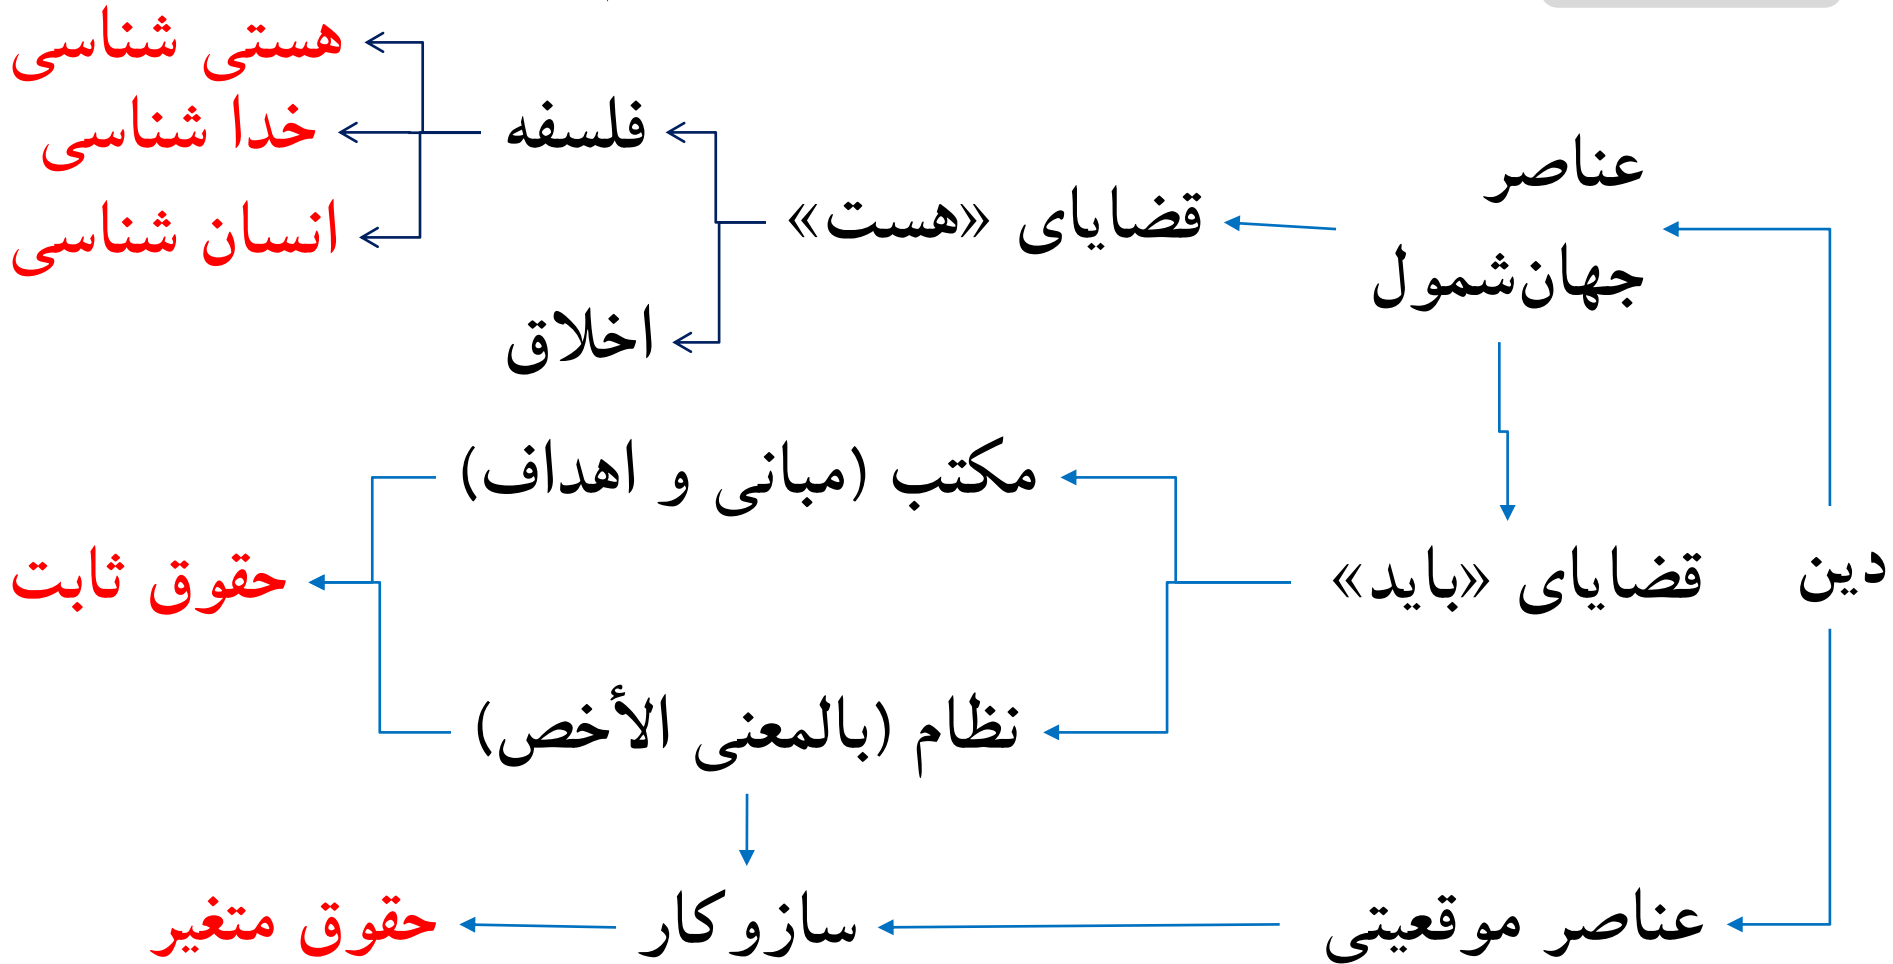 دین
عناصر
جهان‌شمول
قضایای «هست»
فلسفه
هستی شناسی
خدا شناسی
انسان شناسی
اخلاق
قضایای «باید»
مکتب (مبانی و اهداف)
نظام (بالمعنی الأخص)
حقوق ثابت
عناصر موقعیتی
سازوکار
حقوق متغیر